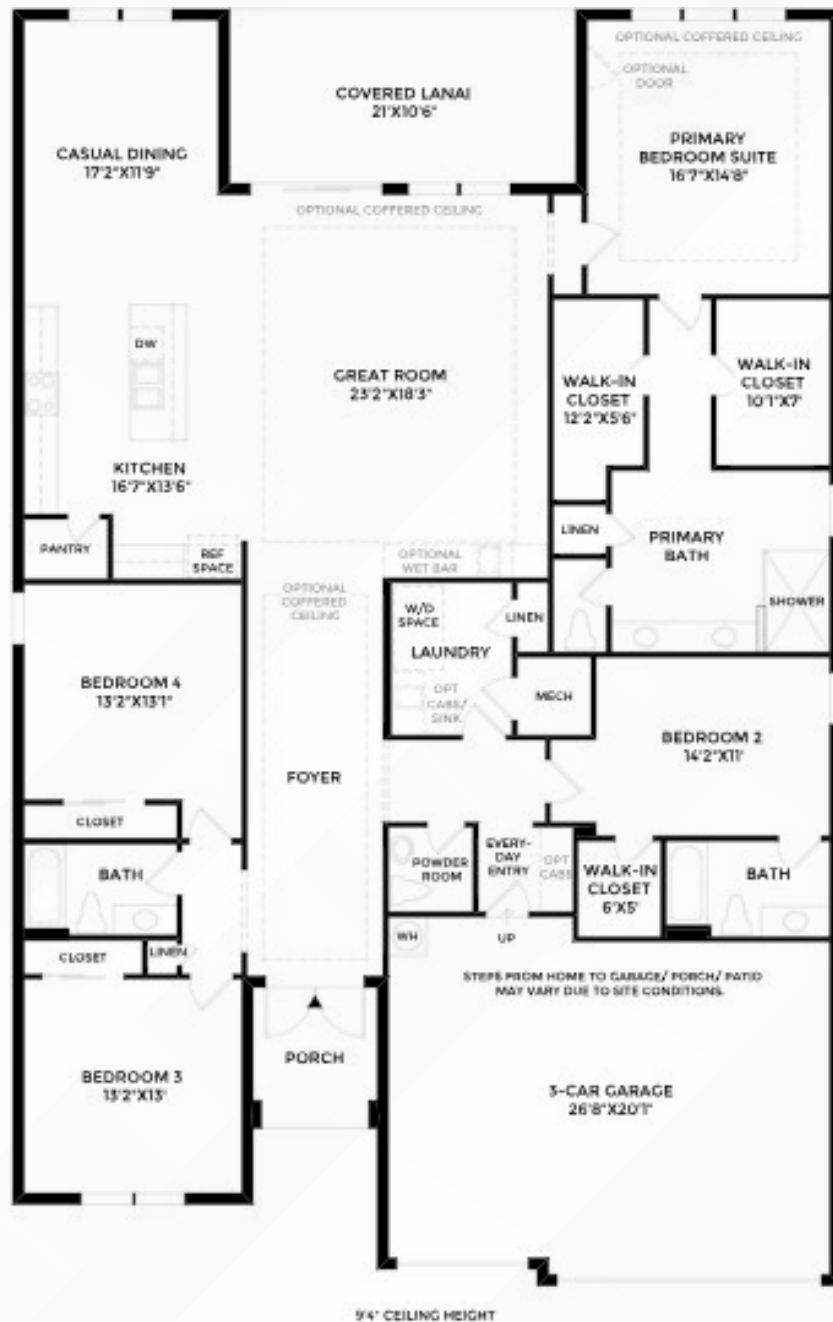 OPTIONAL COFFERED CEILING
OPTIONAL
DOOR
COVERED LANAI
21'X10'6"
CASUAL DINING
17'2"X11'9"
PRIMARY
BEDROOM SUITE
16'7"X14'8"
OPTIONAL COFFERED CEILING
DW
GREAT ROOM
23'2"X18'3"
WALK-IN
CLOSET
12'2"X5'6"
WALK-IN
CLOSET
10'1"X7'
KITCHEN
16'7"X13'6"
PANTRY
REF
SPACE
OPTIONAL
WET BAR
LINEN
PRIMARY
BATH
SHOWER
OPTIONAL
COFFERED
CEILING
W/D
SPACE
LINEN
LAUNDRY
OPT
CABS/
SINK
MECH
BEDROOM 4
13'2"X13'1"
BEDROOM 2
14'2"X11'
FOYER
CLOSET
BATH
POWDER
ROOM
EVERY-
DAY
ENTRY
OPT
CABS
WALK-IN
CLOSET
6'X5'
BATH
CLOSET
LINEN
WH
UP
STEPS FROM HOME TO GARAGE/ PORCH/ PATIO
MAY VARY DUE TO SITE CONDITIONS.
PORCH
BEDROOM 3
13'2"X13'
3-CAR GARAGE
26'8"X20'1"
9'4" CEILING HEIGHT